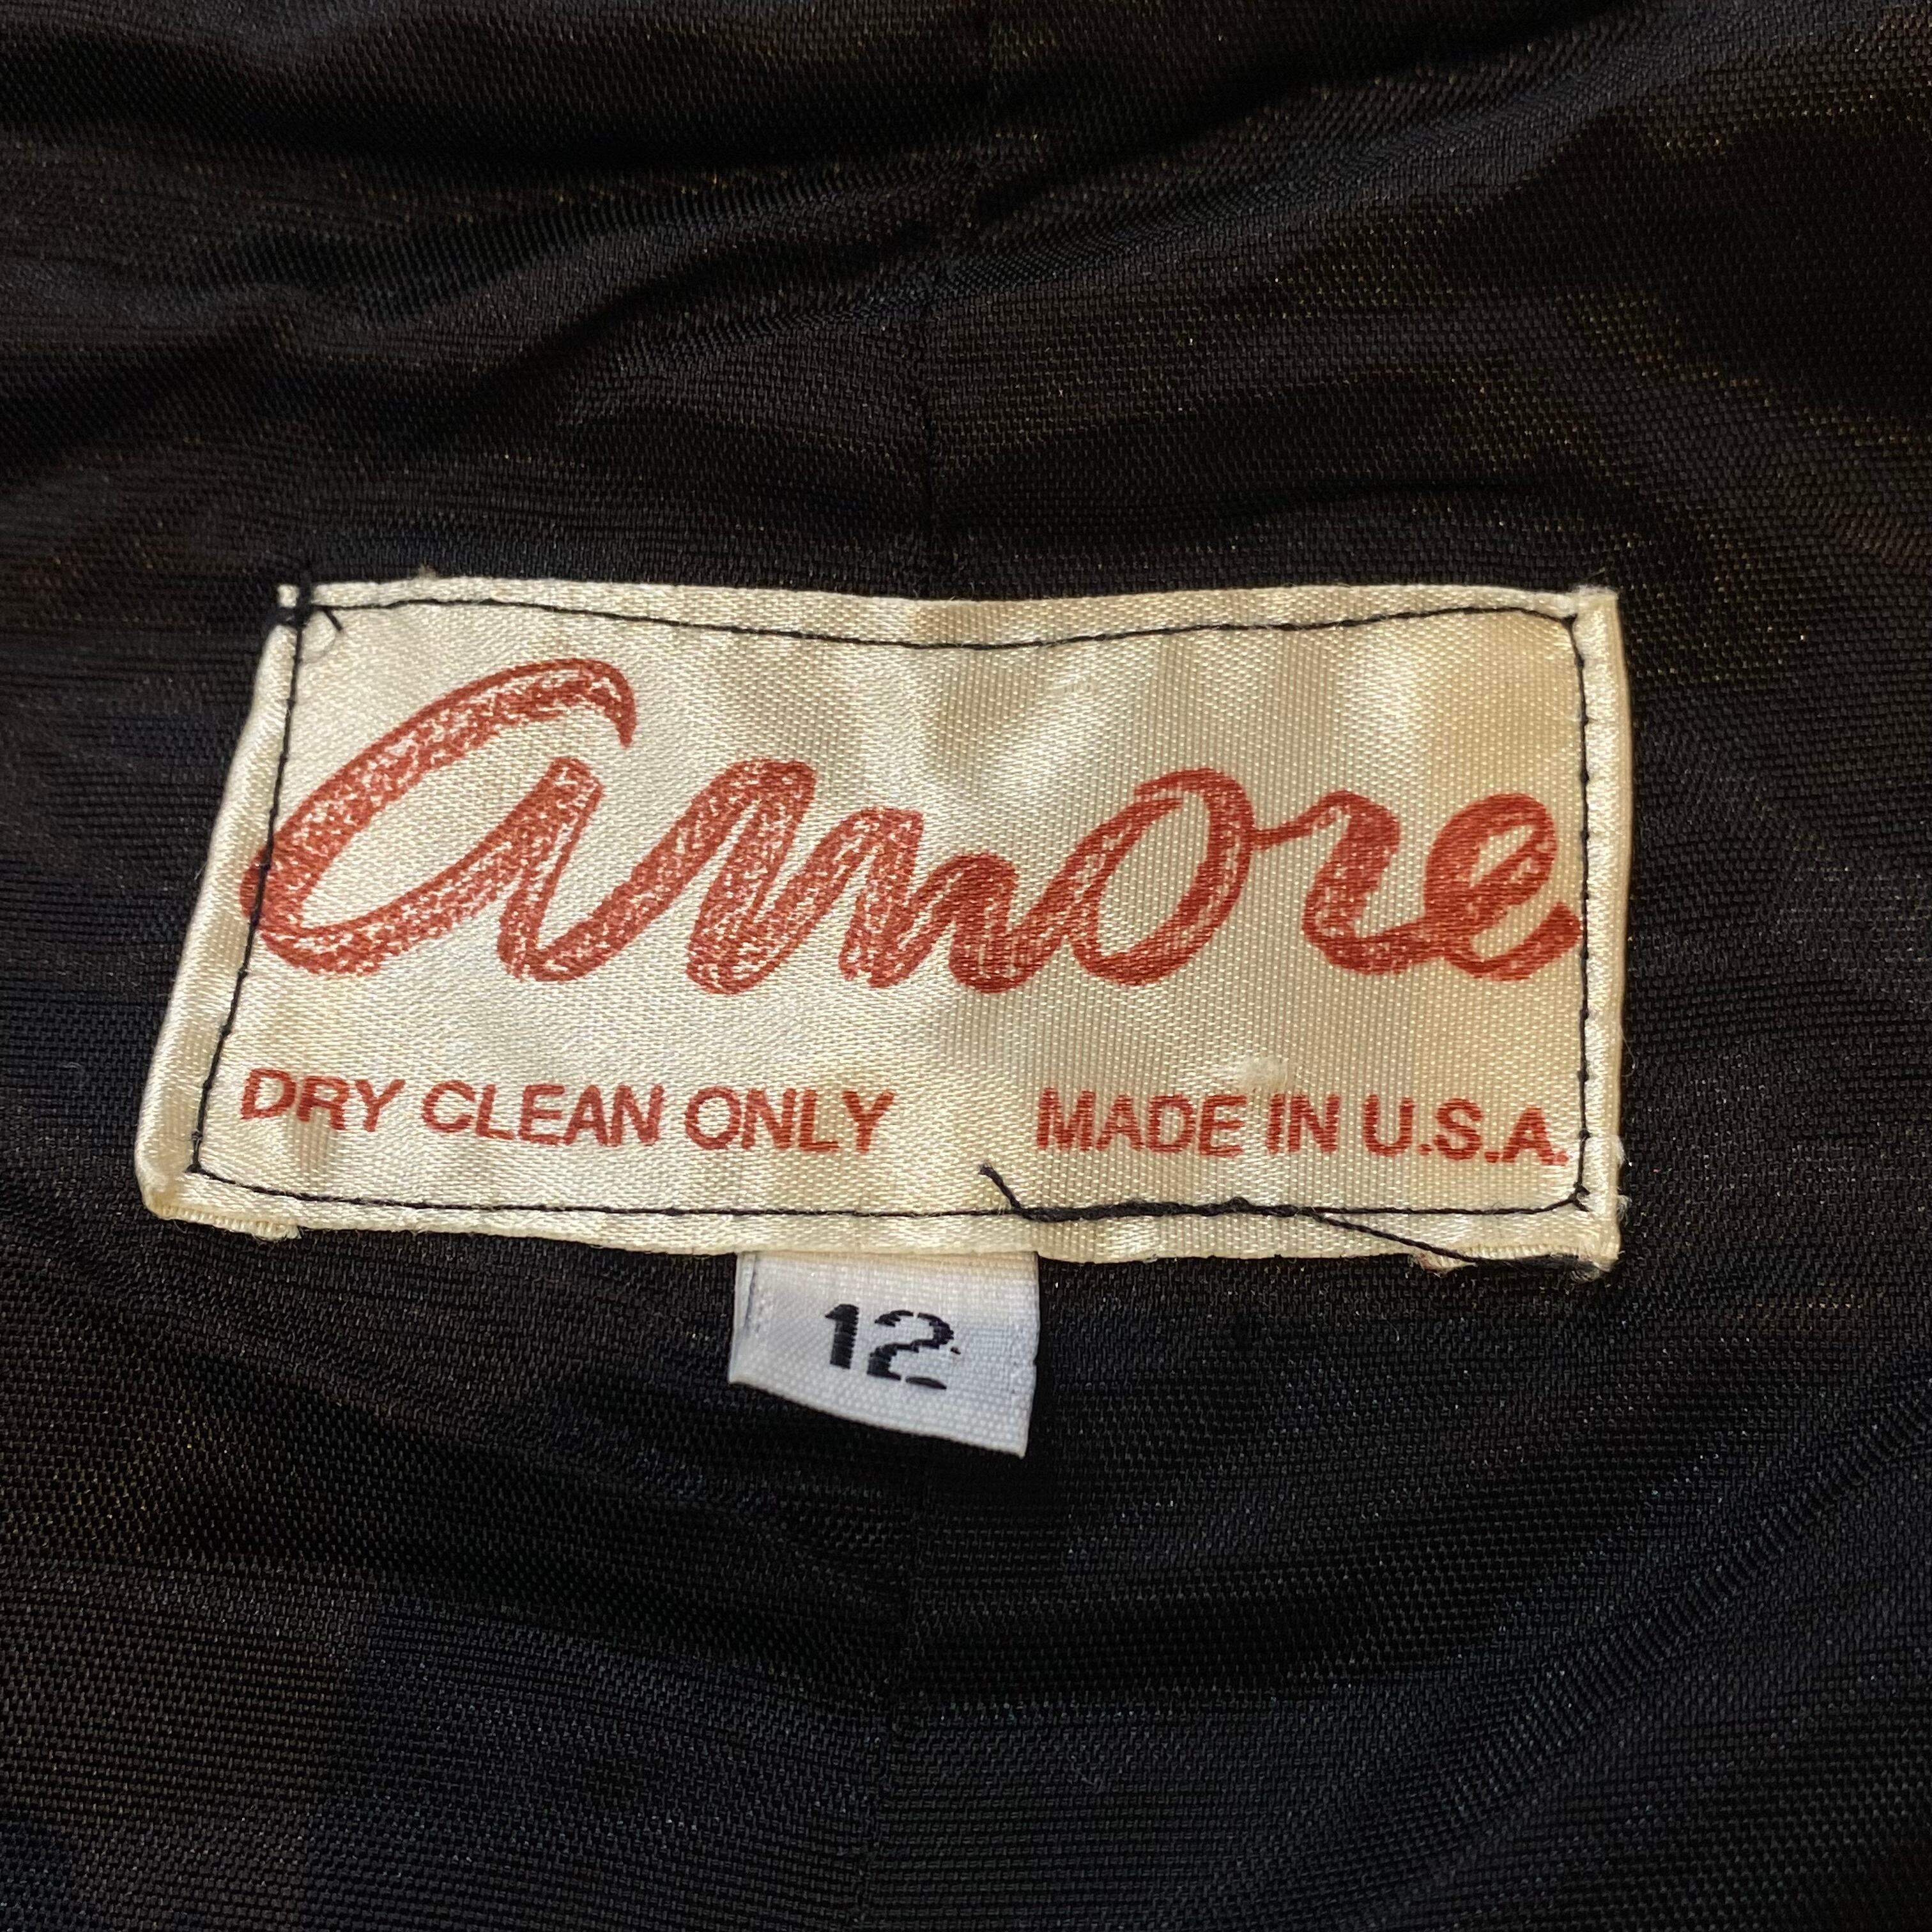 amore
DRY CLEAN ONLY MADE IN U.S.A.
12